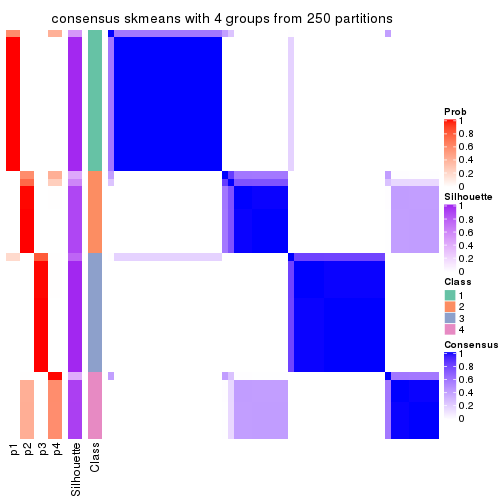 consensus skmeans with 4 groups from 250 partitions
Prob
1
0.8
0.6
0.4
0.2
0
Silhouette
1
0.8
0.6
0.4
0.2
0
Class
1
2
3
4
Consensus
1
0.8
0.6
0.4
0.2
0
p1
p2
p3
p4
Silhouette
Class